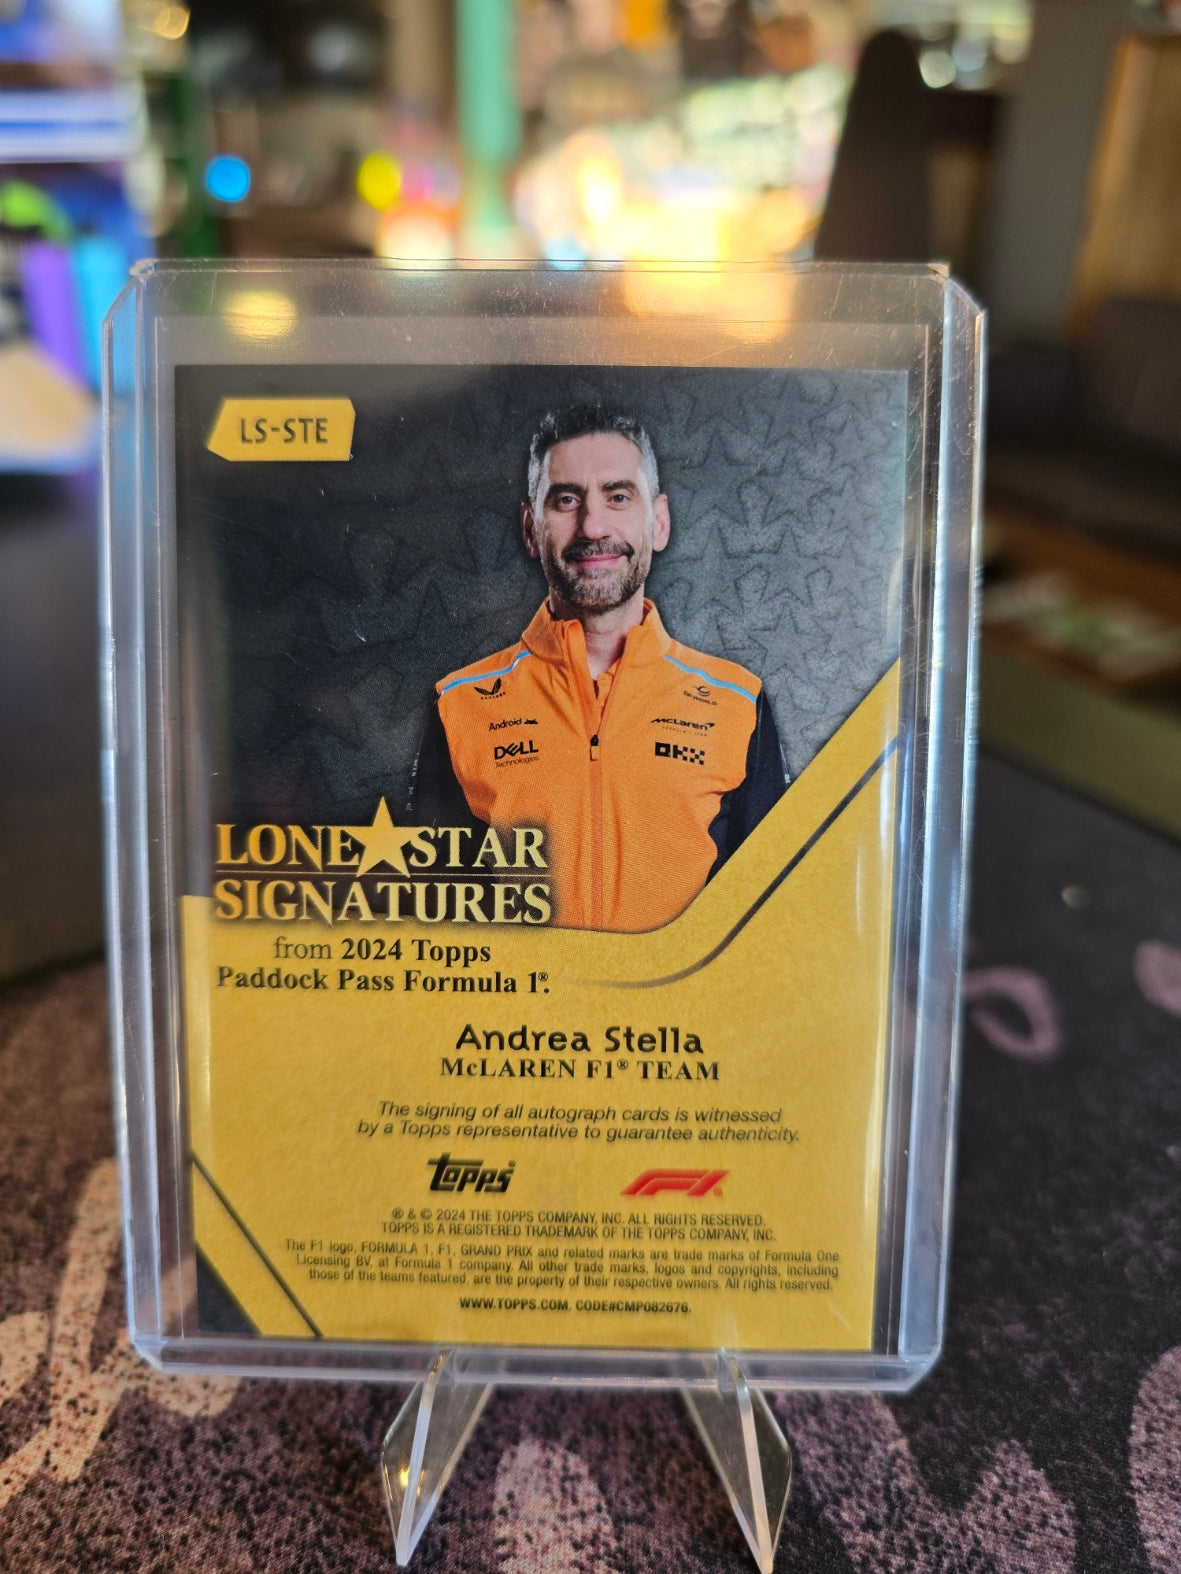 LS-STE
Android
DELL
Technologies
McLaren
OKX
LONE STAR
SIGNATURES
from 2024 Topps
Paddock Pass Formula 1®.
Andrea Stella
McLAREN F1® TEAM
The signing of all autograph cards is witnessed
by a Topps representative to guarantee authenticity.
topps
F1
® & © 2024 THE TOPPS COMPANY, INC. ALL RIGHTS RESERVED.
TOPPS IS A REGISTERED TRADEMARK OF THE TOPPS COMPANY, INC.
The F1 logo, FORMULA 1, F1, GRAND PRIX and related marks are trade marks of Formula One
Licensing BV, a Formula 1 company. All other trade marks, logos and copyrights, including
those of the teams featured, are the property of their respective owners. All rights reserved.
WWW.TOPPS.COM. CODE#CMP082676.